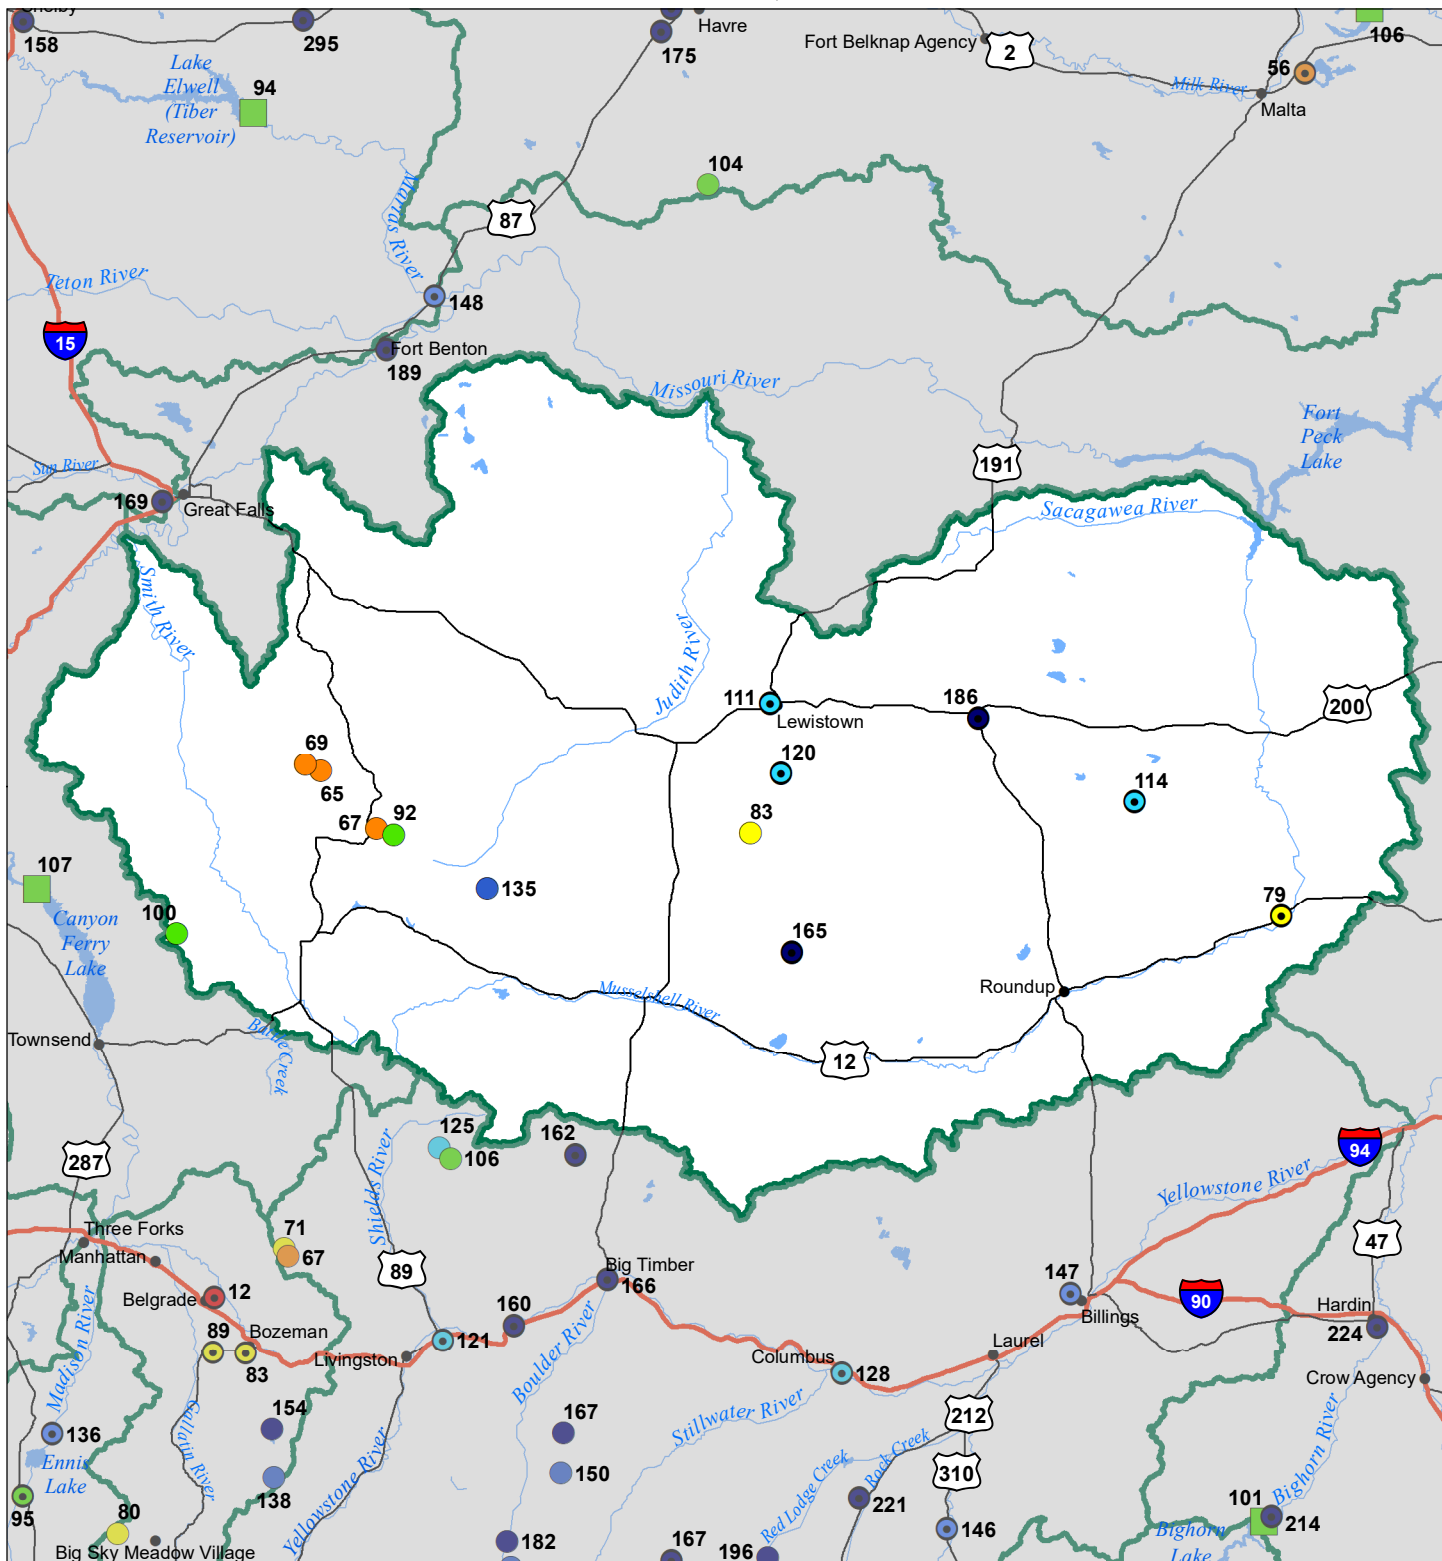 Shelby
158
295
Havre
175
Fort Belknap Agency
2
106
56
Milk River
Malta
Lake
Elwell
(Tiber
Reservoir)
94
104
Marias River
87
Teton River
148
15
Fort Benton
189
Missouri River
Fort
Peck
Lake
191
Sun River
169
Great Falls
Sacagawea River
Smith River
Judith River
111
Lewistown
186
200
69
65
120
114
67
92
83
107
135
79
Canyon
Ferry
Lake
100
165
Roundup
Musselshell River
Townsend
Battle Creek
12
287
125
106
162
94
Shields River
Yellowstone River
Three Forks
Manhattan
71
67
47
89
Big Timber
166
147
Billings
90
Hardin
224
Belgrade
12
Madison River
89
83
Bozeman
160
121
Livingston
Boulder River
Columbus
128
Laurel
Crow Agency
136
Ennis
Lake
Gallatin River
154
167
Stillwater River
212
150
310
138
Yellowstone River
Red Lodge Creek
Rock Creek
221
Bighorn River
95
80
Big Sky Meadow Village
182
167
196
146
101
214
Bighorn
Lake